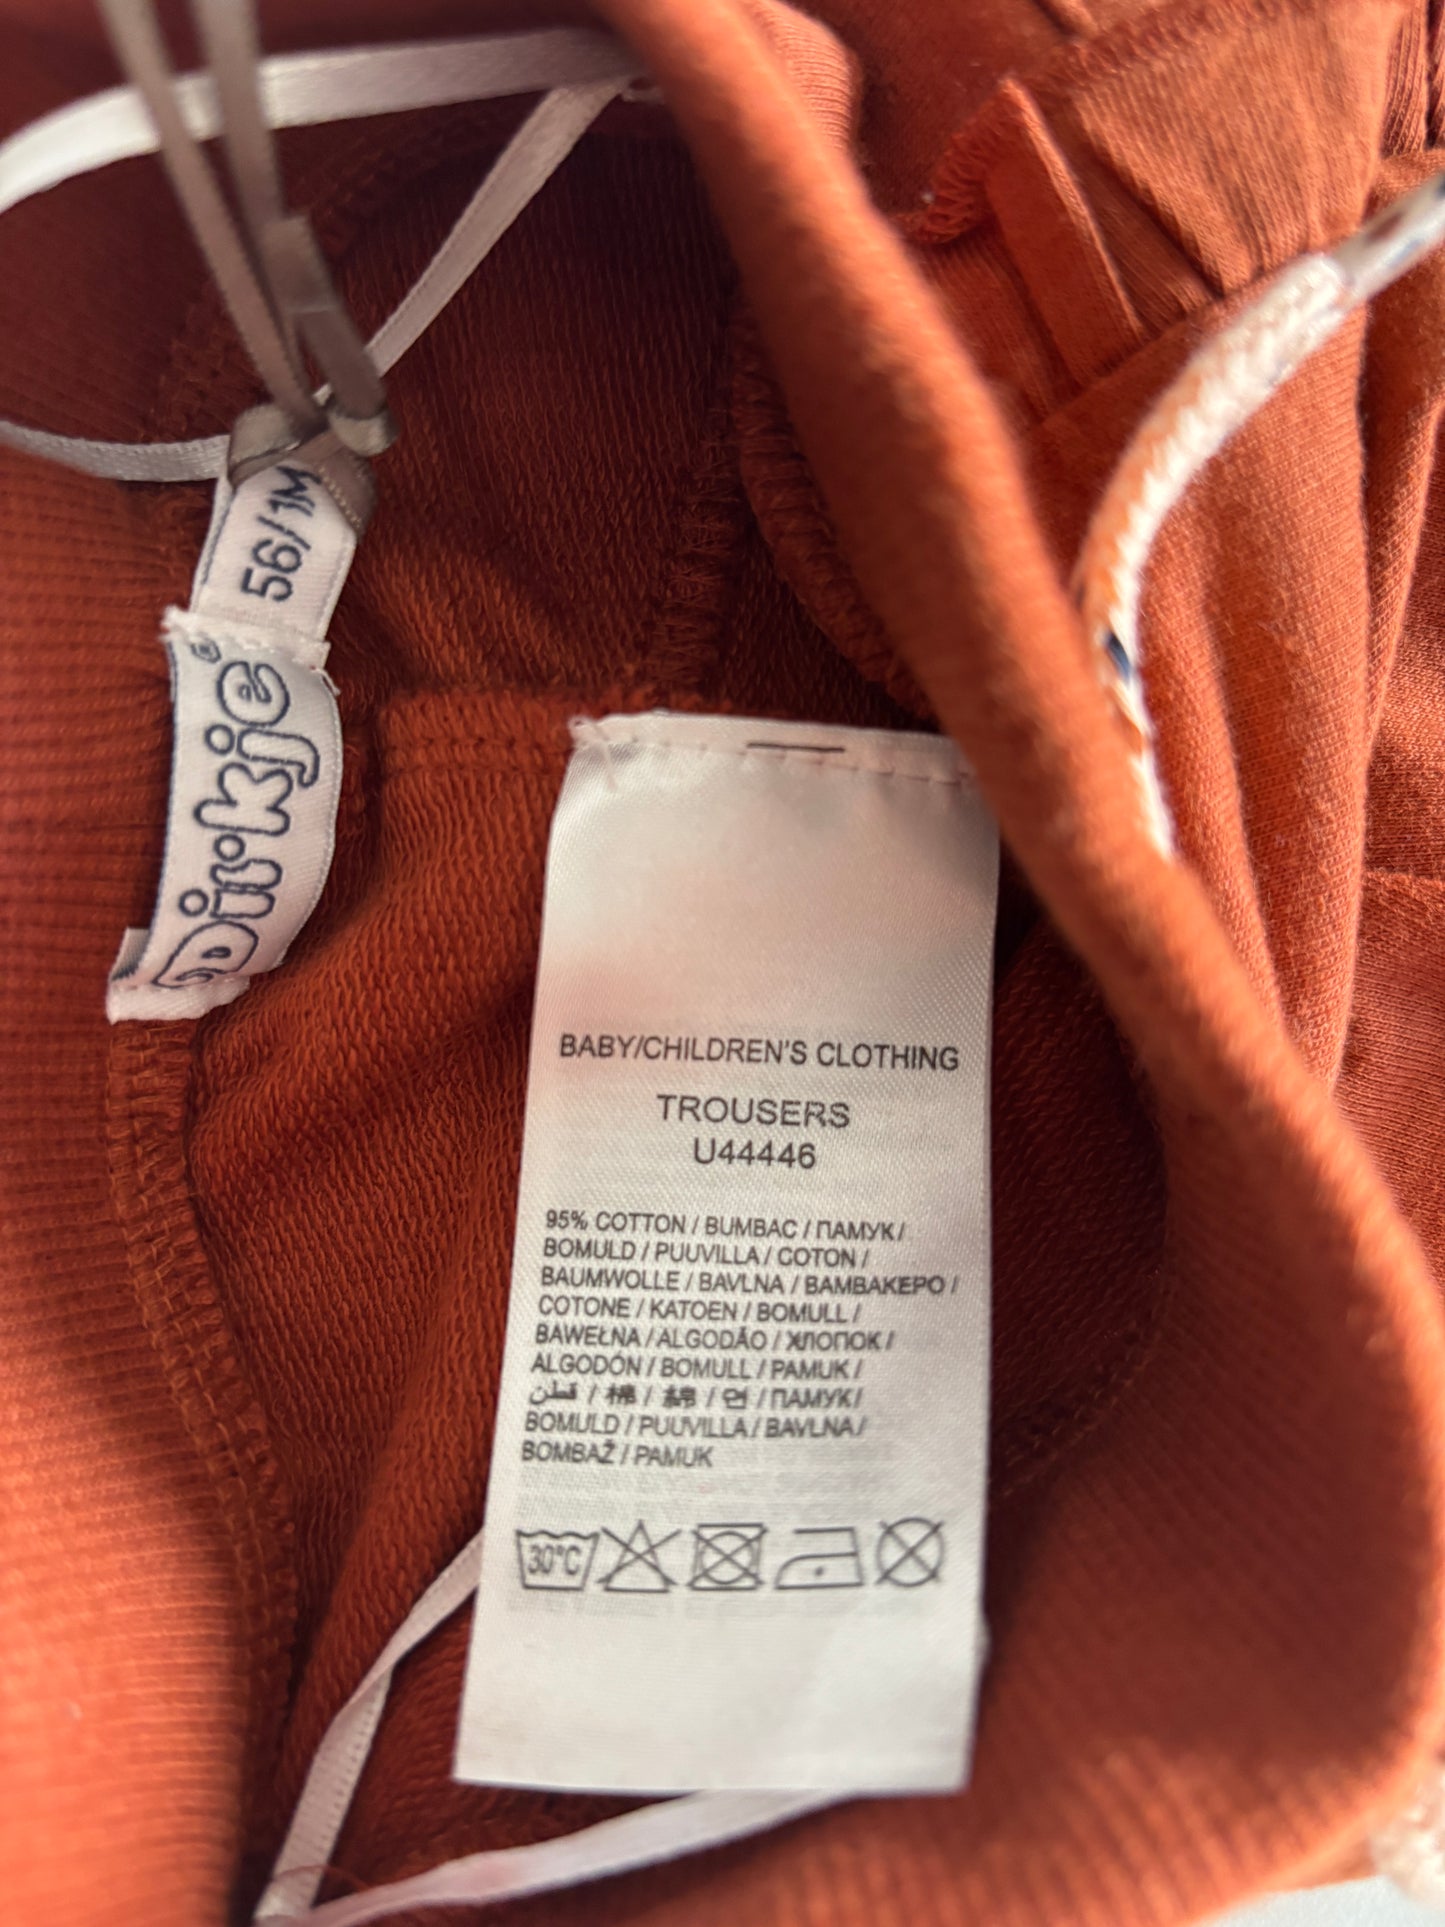 56/1M
Dirkje®
BABY/CHILDREN'S CLOTHING
TROUSERS
U44446
95% COTTON / BUMBAC / ПАМУК /
BOMULD / PUUVILLA / COTON /
BAUMWOLLE / BAVLNA / ΒΑΜΒΑΚΕΡΟ /
COTONE / KATOEN / BOMULL /
BAWEŁNA / ALGODÃO / ХЛОПОК /
ALGODÓN / BOMULL / PAMUK /
قطن / 棉 / 綿 / 면 / ПАМУК /
BOMULD / PUUVILLA / BAVLNA /
BOMBAŽ / PAMUK
30°C